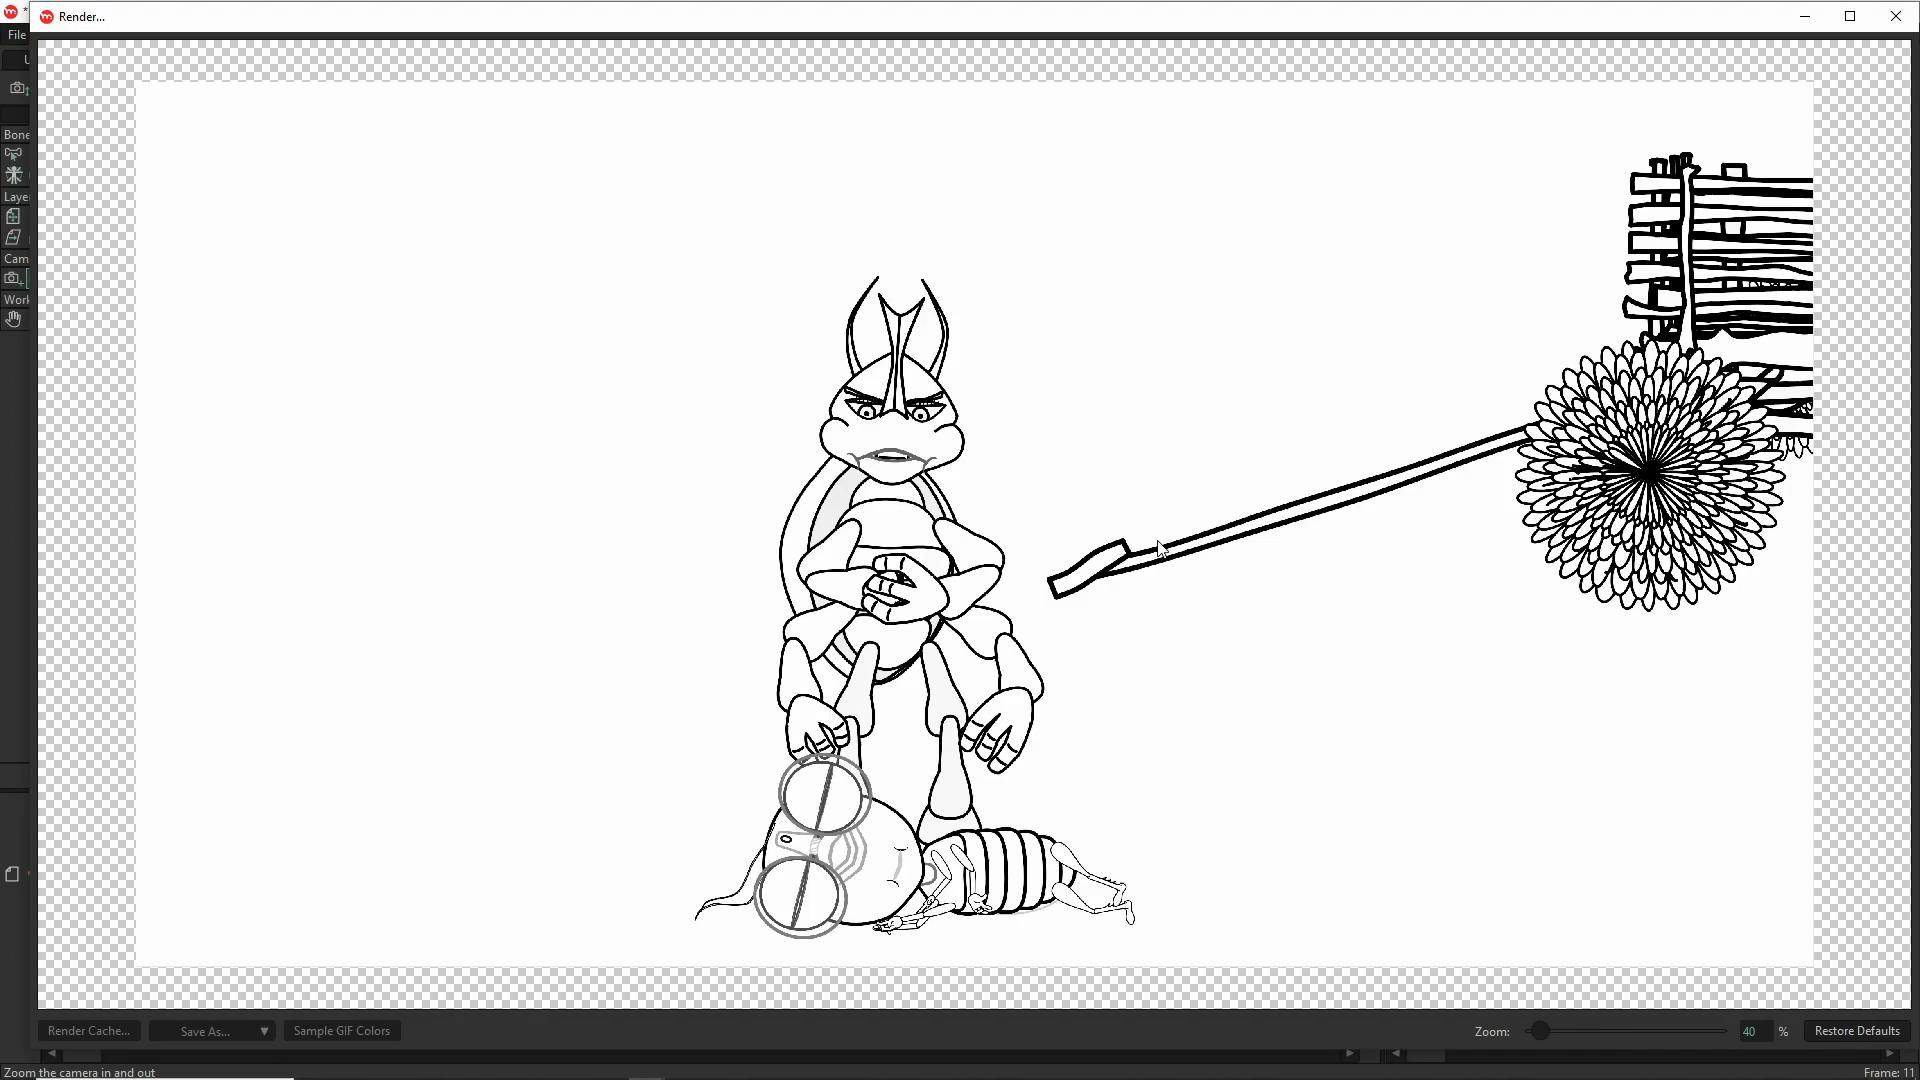 Render...
File
Bone
Laye
Cam
Work
Render Cache...
Save As...
Sample GIF Colors
Zoom:
40
%
Restore Defaults
Zoom the camera in and out
Frame: 11